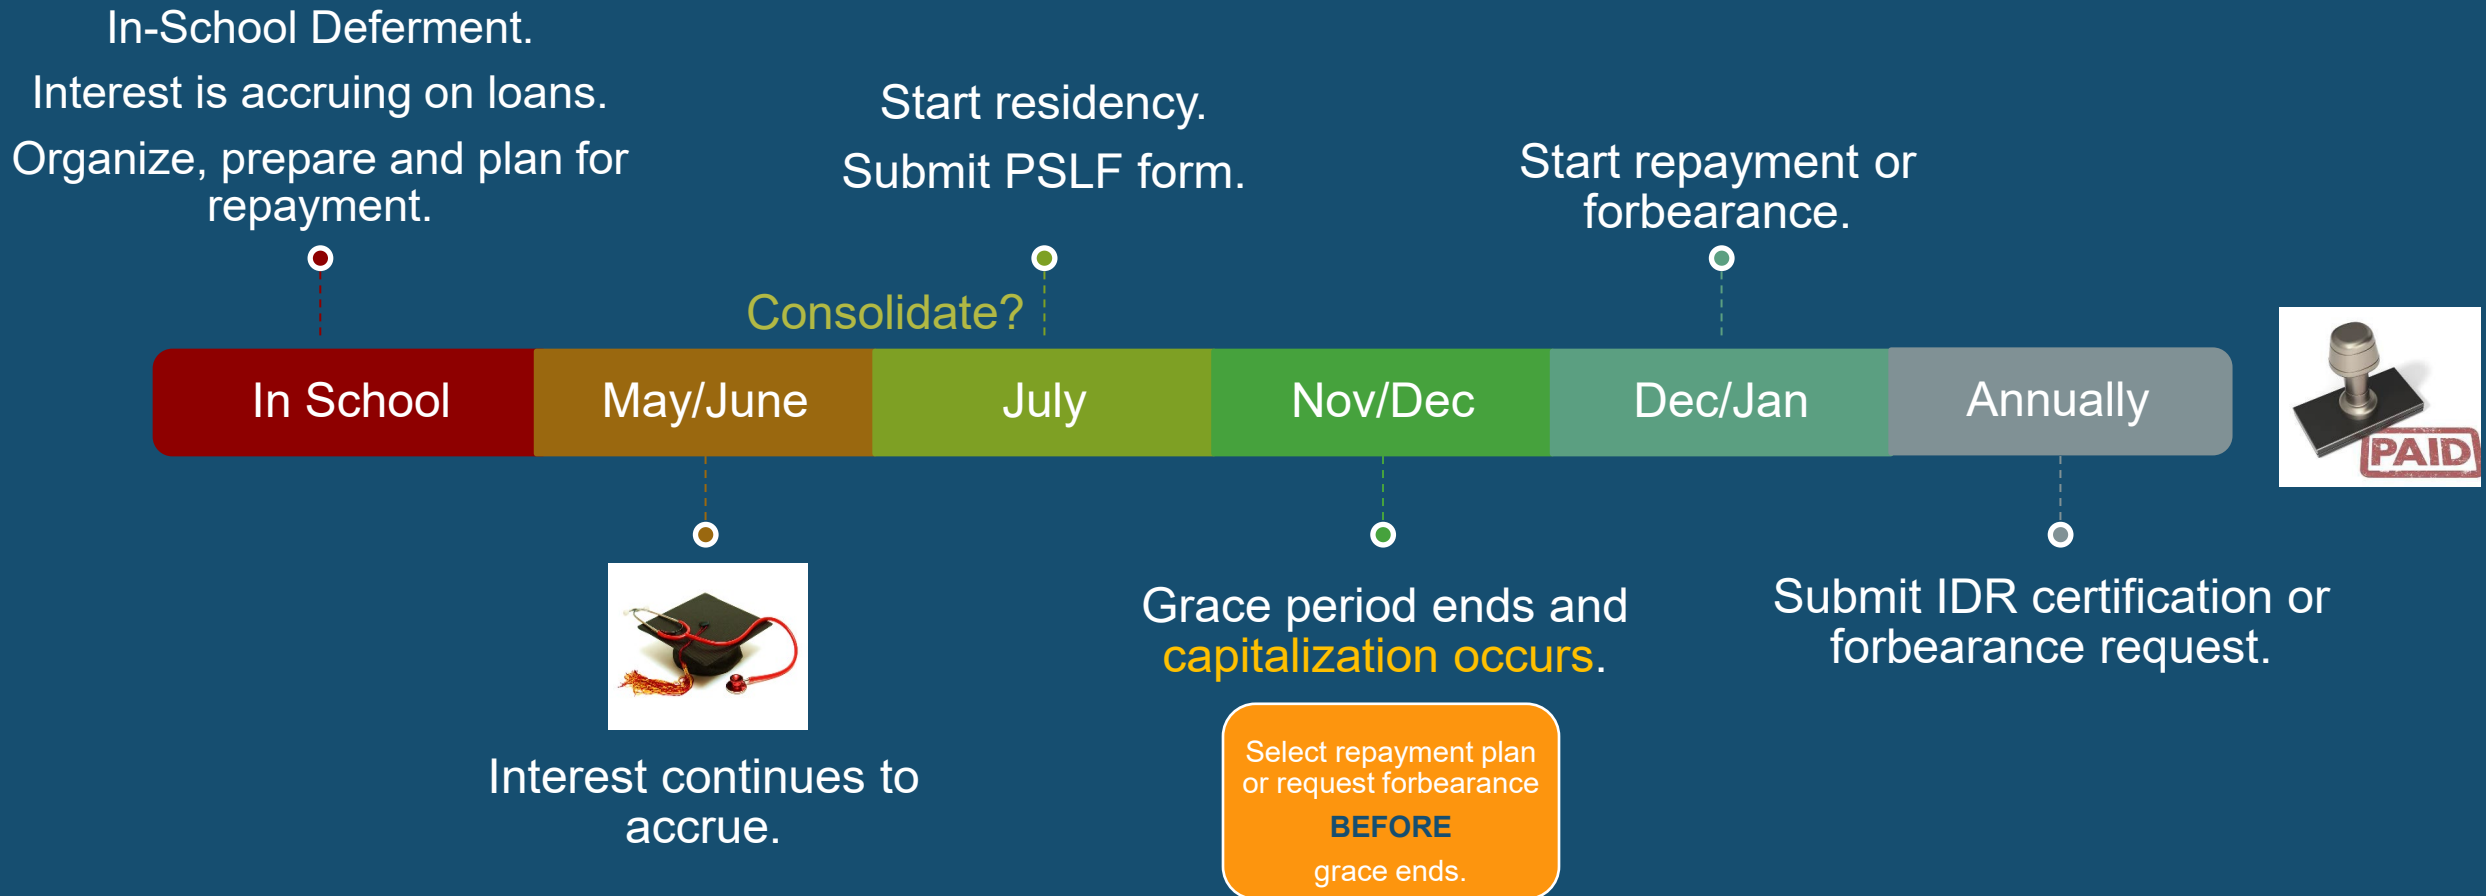 In-School Deferment.
Interest is accruing on loans.
Organize, prepare and plan for
repayment.
Start residency.
Submit PSLF form.
Start repayment or
forbearance.
Consolidate?
In School
May/June
July
Nov/Dec
Dec/Jan
Annually
PAID
Interest continues to
accrue.
Grace period ends and
capitalization occurs.
Select repayment plan
or request forbearance
BEFORE
grace ends.
Submit IDR certification or
forbearance request.